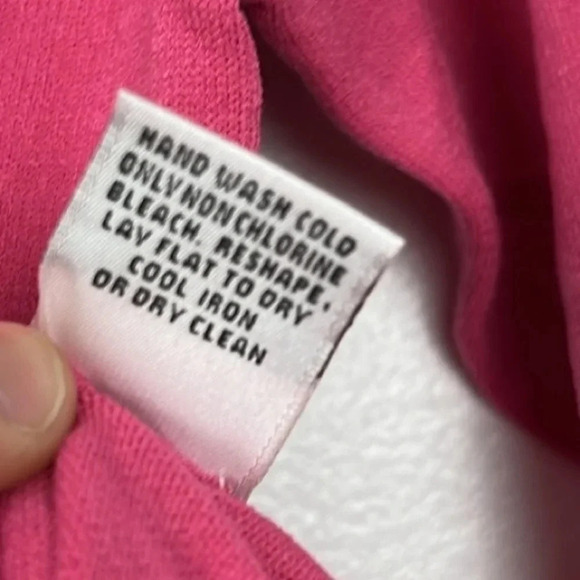 HAND WASH COLD
ONLY NON CHLORINE
BLEACH. RESHAPE.
LAY FLAT TO DRY
COOL IRON
OR DRY CLEAN